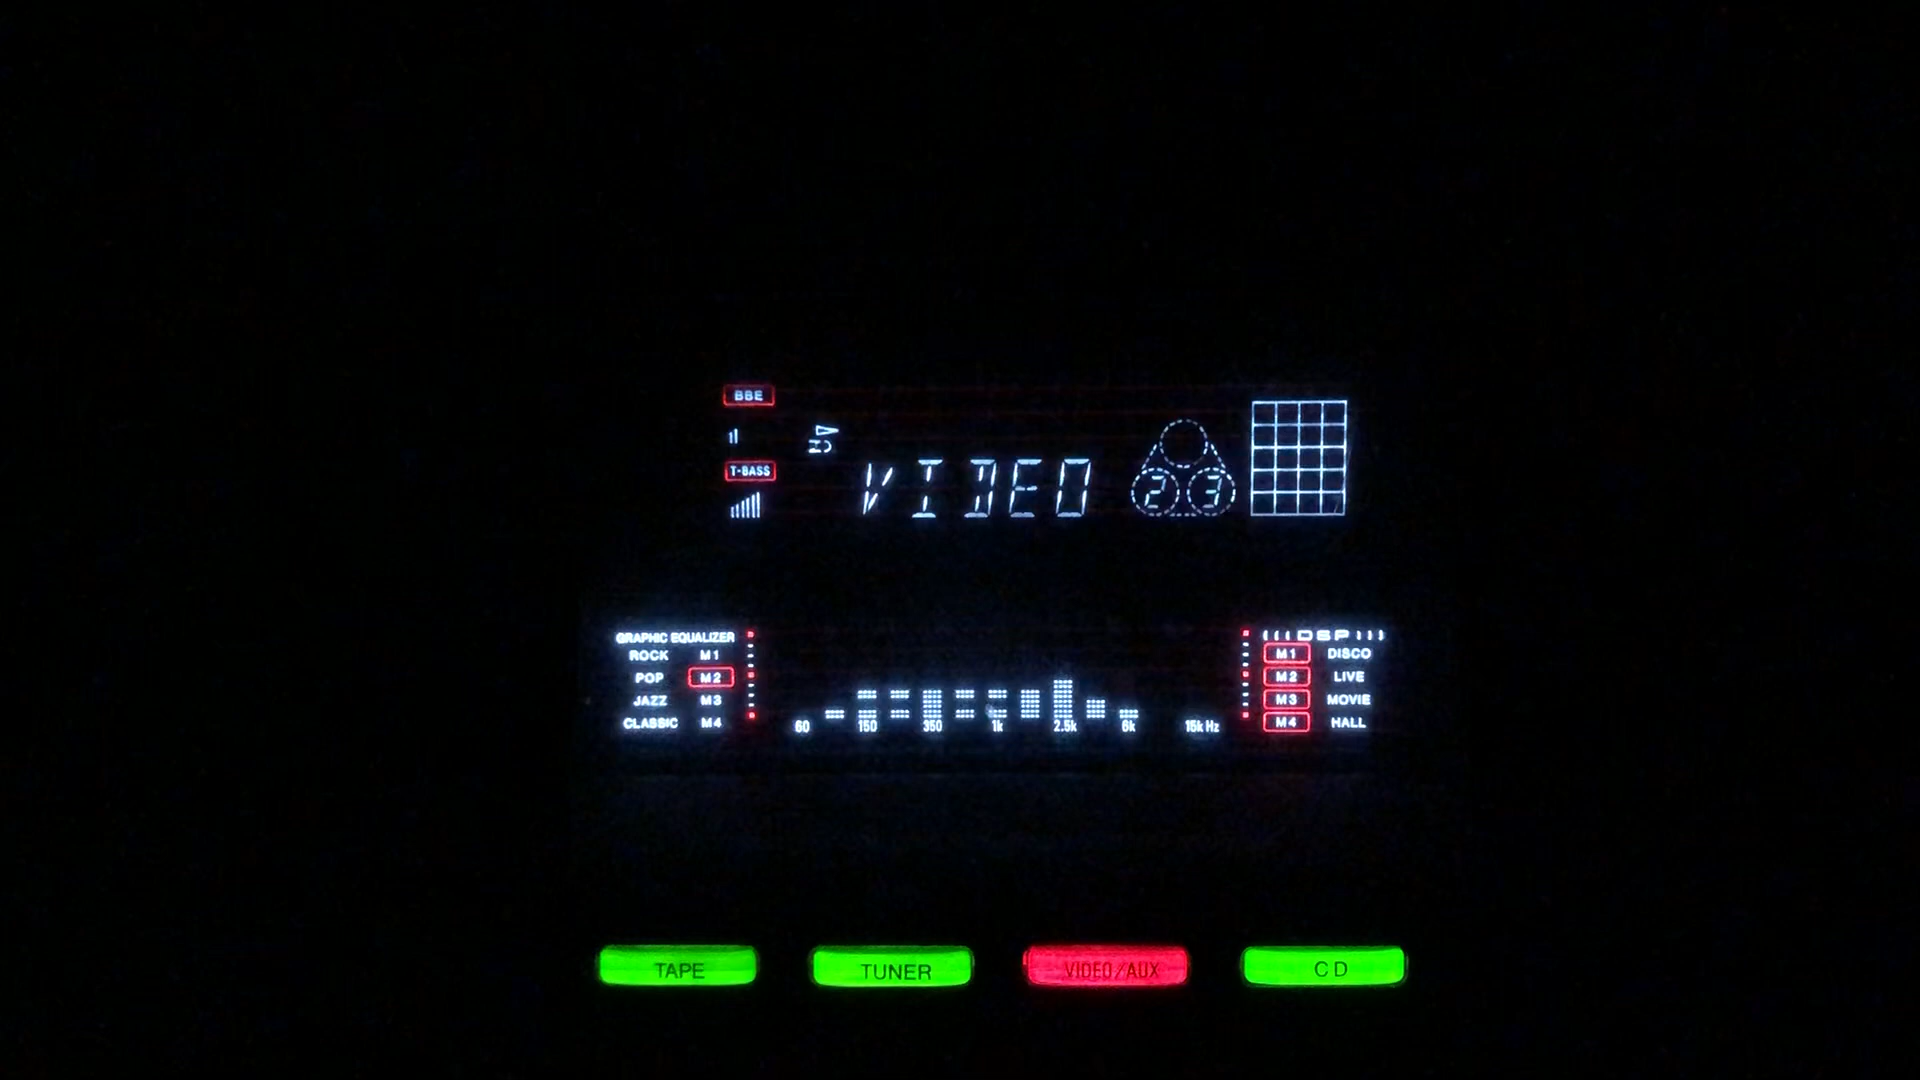 BBE
T-BASS
VIDEO
2 3
GRAPHIC EQUALIZER
ROCK M1
POP M2
JAZZ M3
CLASSIC M4
60 150 350 1k 2.5k 6k 15k Hz
DSP
M1 DISCO
M2 LIVE
M3 MOVIE
M4 HALL
TAPE TUNER VIDEO/AUX CD